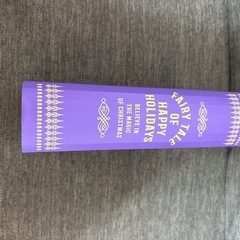 FAIRY TALE
OF
HAPPY
HOLIDAYS
BELIEVE IN
THE MAGIC
OF CHRISTMAS